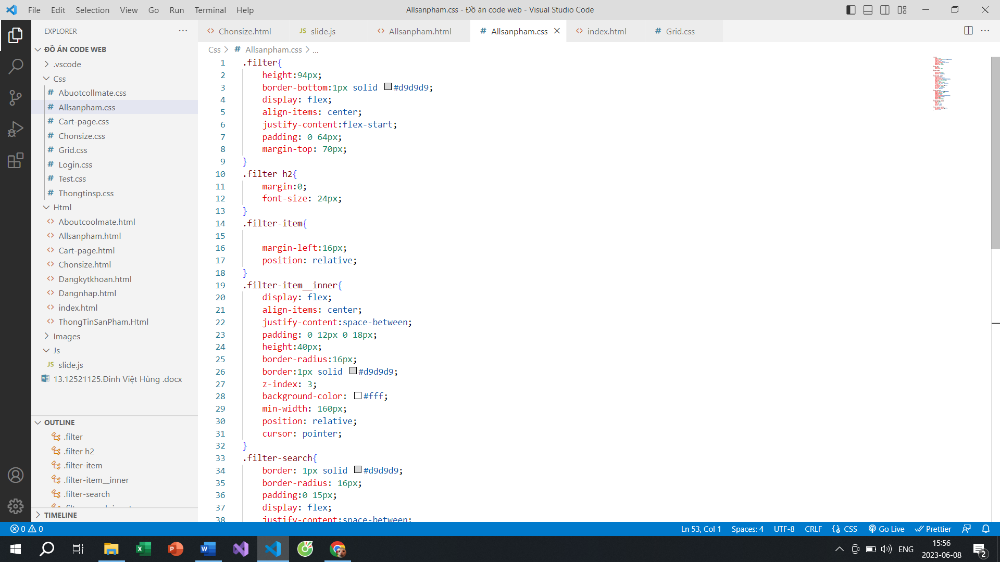 File Edit Selection View Go Run Terminal Help
Allsanpham.css - Đồ án code web - Visual Studio Code
EXPLORER
ĐỒ ÁN CODE WEB
.vscode
Css
Abuotcollmate.css
Allsanpham.css
Cart-page.css
Chonsize.css
Grid.css
Login.css
Test.css
Thongtinsp.css
Html
Aboutcoolmate.html
Allsanpham.html
Cart-page.html
Chonsize.html
Dangkytkhoan.html
Dangnhap.html
index.html
ThongTinSanPham.Html
Images
Js
JS slide.js
13.12521125.Đinh Việt Hùng .docx
OUTLINE
.filter
.filter h2
.filter-item
.filter-item__inner
.filter-search
TIMELINE
Chonsize.html JS slide.js Allsanpham.html # Allsanpham.css index.html # Grid.css
Css > # Allsanpham.css > ...
1 .filter{
2 height:94px;
3 border-bottom:1px solid #d9d9d9;
4 display: flex;
5 align-items: center;
6 justify-content:flex-start;
7 padding: 0 64px;
8 margin-top: 70px;
9 }
10 .filter h2{
11 margin:0;
12 font-size: 24px;
13 }
14 .filter-item{
15
16 margin-left:16px;
17 position: relative;
18 }
19 .filter-item__inner{
20 display: flex;
21 align-items: center;
22 justify-content:space-between;
23 padding: 0 12px 0 18px;
24 height:40px;
25 border-radius:16px;
26 border:1px solid #d9d9d9;
27 z-index: 3;
28 background-color: #fff;
29 min-width: 160px;
30 position: relative;
31 cursor: pointer;
32 }
33 .filter-search{
34 border: 1px solid #d9d9d9;
35 border-radius: 16px;
36 padding:0 15px;
37 display: flex;
38 justify-content:space-between;
0 0
Ln 53, Col 1 Spaces: 4 UTF-8 CRLF CSS Go Live Prettier
ENG
15:56
2023-06-08
2